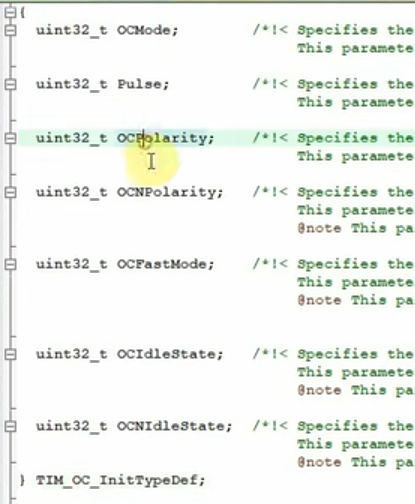 {
uint32_t OCMode; /*!< Specifies the
This paramete
uint32_t Pulse; /*!< Specifies the
This paramete
uint32_t OCPolarity; /*!< Specifies the
This paramete
uint32_t OCNPolarity; /*!< Specifies the
This paramete
@note This pa
uint32_t OCFastMode; /*!< Specifies the
This paramete
@note This pa
uint32_t OCIdleState; /*!< Specifies the
This paramete
@note This pa
uint32_t OCNIdleState; /*!< Specifies the
This paramete
@note This pa
} TIM_OC_InitTypeDef;